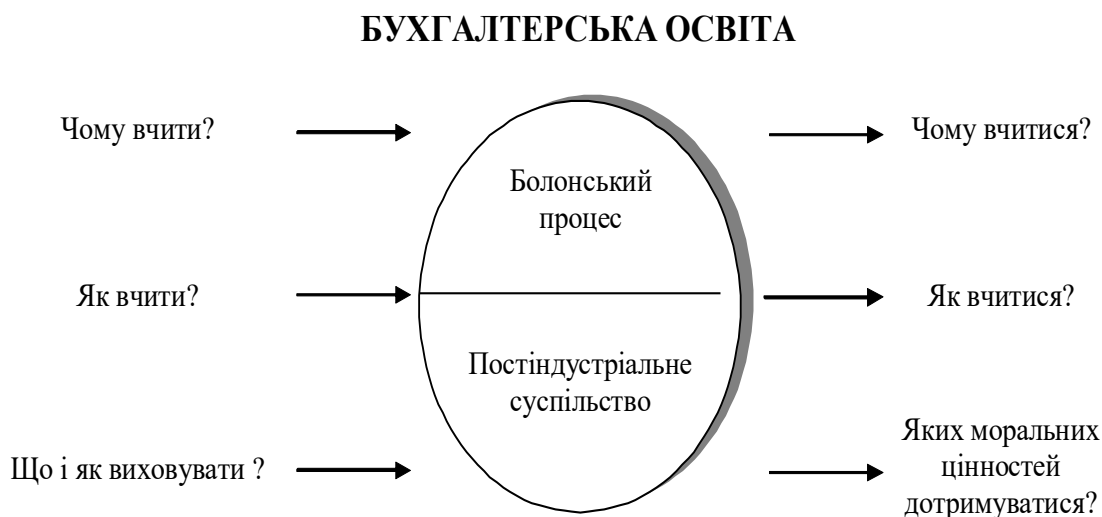 БУХГАЛТЕРСЬКА ОСВІТА
Чому вчити?
Чому вчитися?
Болонський
процес
Як вчити?
Як вчитися?
Постіндустріальне
суспільство
Що і як виховувати ?
Яких моральних
цінностей
дотримуватися?